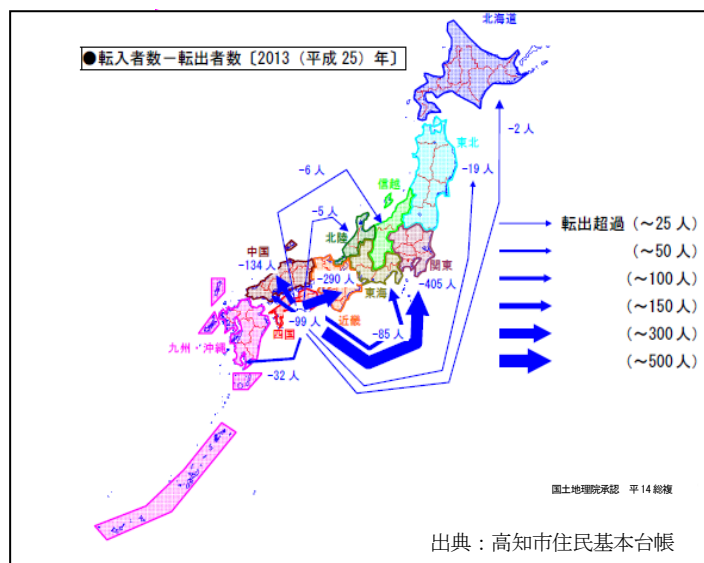 北海道
●転入者数－転出者数〔2013（平成 25）年〕
-2 人
東北
-6 人
-19 人
信越
-5 人
北陸
転出超過（～25 人）
中国
（～50 人）
-134 人
関東
-290 人
東海
-405 人
（～100 人）
（～150 人）
-99 人
近畿
四国
-85 人
（～300 人）
九州・沖縄
-32 人
（～500 人）
国土地理院承認　平 14 総複
出典：高知市住民基本台帳